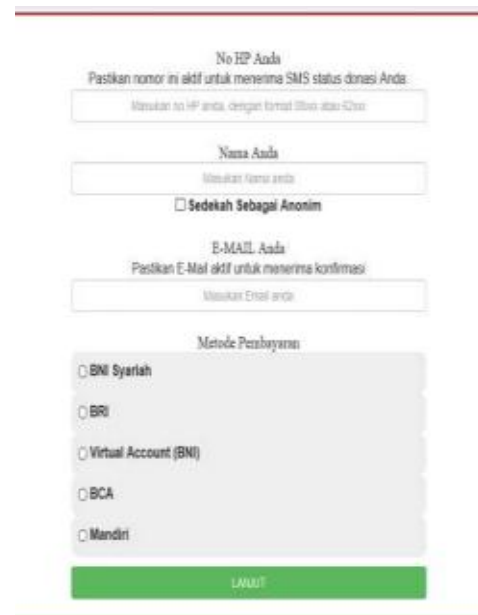 No HP Anda
Pastikan nomor ini aktif untuk menerima SMS status donasi Anda
Masukan no HP anda, dengan format 08xx atau 62xx
Nama Anda
Masukan Nama anda
Sedekah Sebagai Anonim
E-MAIL Anda
Pastikan E-Mail aktif untuk menerima konfirmasi
Masukan Email anda
Metode Pembayaran
BNI Syariah
BRI
Virtual Account (BNI)
BCA
Mandiri
LANJUT